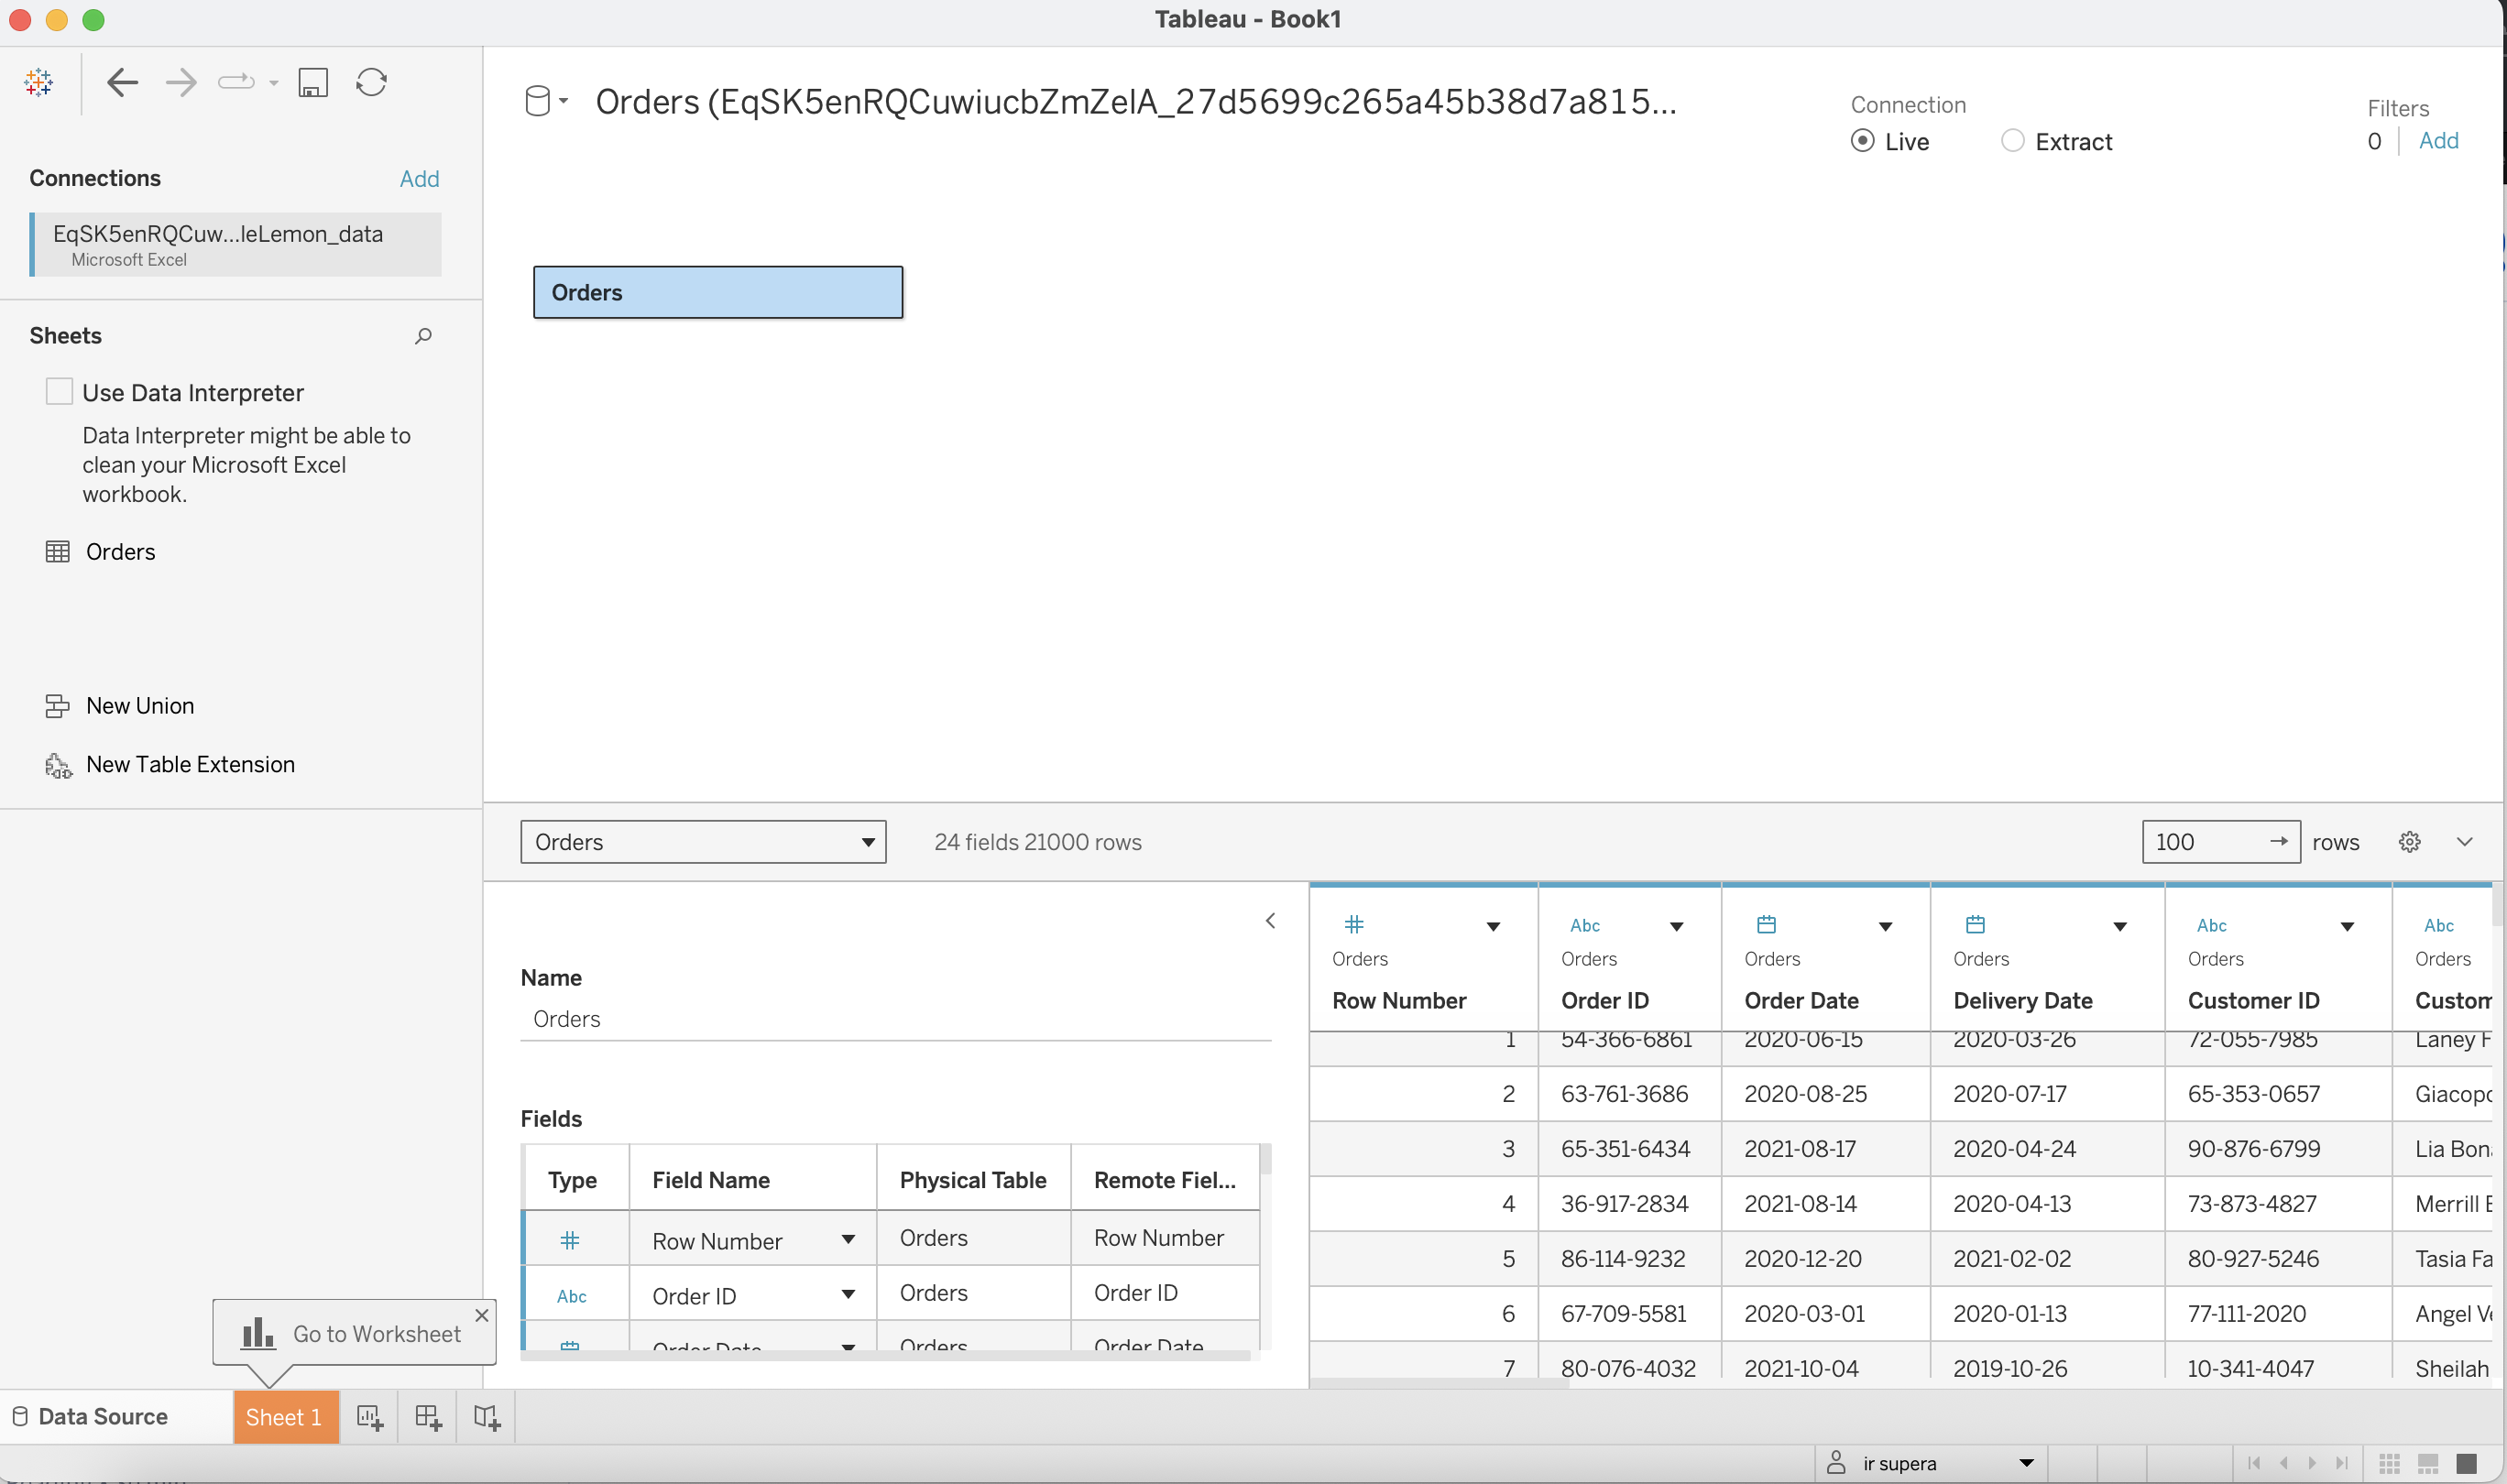 Tableau - Book1
Orders (EqSK5enRQCuwiucbZmZelA_27d5699c265a45b38d7a815...
Connection
Live
Extract
Filters
0
Add
Connections
Add
EqSK5enRQCuw...leLemon_data
Microsoft Excel
Sheets
Use Data Interpreter
Data Interpreter might be able to
clean your Microsoft Excel
workbook.
Orders
New Union
New Table Extension
Orders
Orders
24 fields 21000 rows
100
rows
Name
Orders
Fields
Type Field Name Physical Table Remote Fiel...
Row Number Orders Row Number
Abc Order ID Orders Order ID
Order Date Orders Order Date
Abc Abc Abc
Orders Orders Orders Orders Orders Orders
Row Number Order ID Order Date Delivery Date Customer ID Custom
1 54-366-6861 2020-06-15 2020-03-26 72-055-7985 Laney F
2 63-761-3686 2020-08-25 2020-07-17 65-353-0657 Giacopo
3 65-351-6434 2021-08-17 2020-04-24 90-876-6799 Lia Bon
4 36-917-2834 2021-08-14 2020-04-13 73-873-4827 Merrill
5 86-114-9232 2020-12-20 2021-02-02 80-927-5246 Tasia Fa
6 67-709-5581 2020-03-01 2020-01-13 77-111-2020 Angel Ve
7 80-076-4032 2021-10-04 2019-10-26 10-341-4047 Sheilah
Go to Worksheet
Data Source
Sheet 1
ir supera